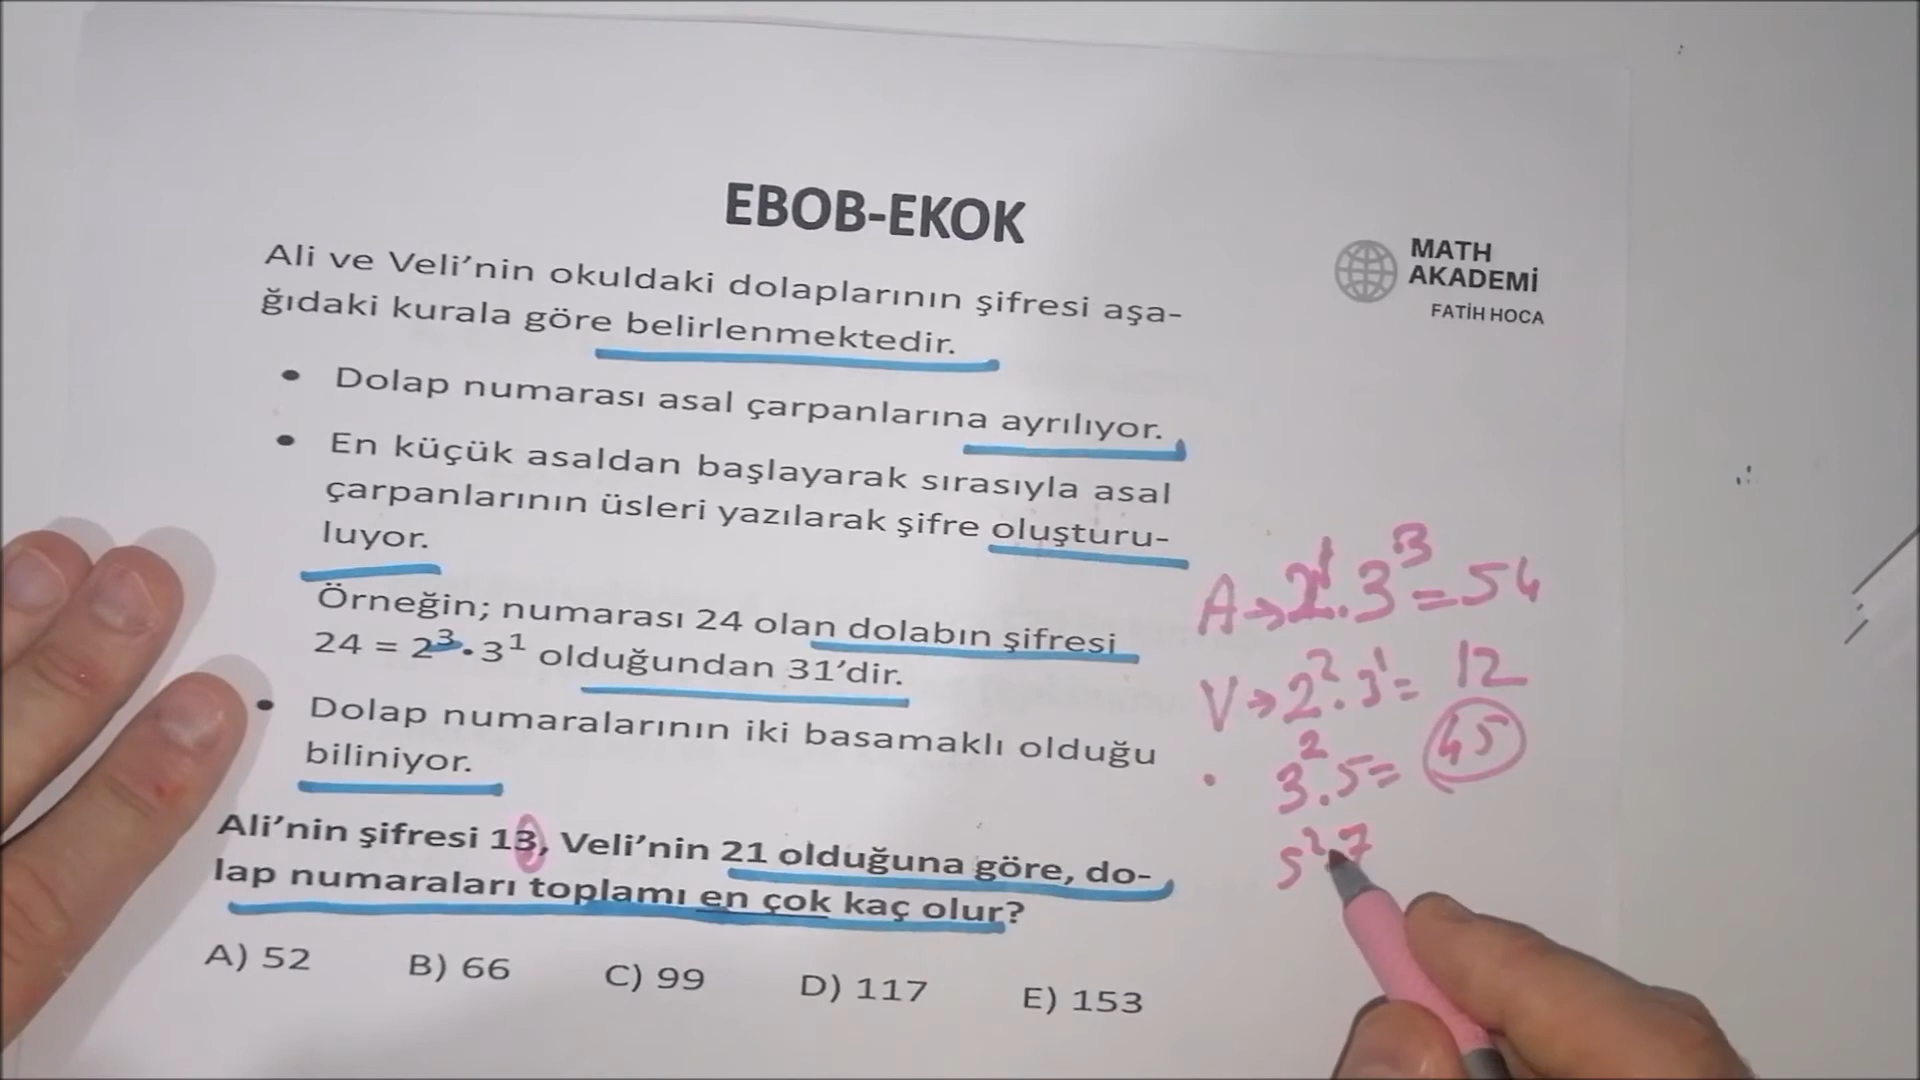 EBOB-EKOK
MATH
AKADEMİ
FATİH HOCA
Ali ve Veli'nin okuldaki dolaplarının şifresi aşa-
ğıdaki kurala göre belirlenmektedir.
• Dolap numarası asal çarpanlarına ayrılıyor.
• En küçük asaldan başlayarak sırasıyla asal
çarpanlarının üsleri yazılarak şifre oluşturu-
luyor.
Örneğin; numarası 24 olan dolabın şifresi
24 = 2³·3¹ olduğundan 31'dir.
• Dolap numaralarının iki basamaklı olduğu
biliniyor.
Ali'nin şifresi 13, Veli'nin 21 olduğuna göre, do-
lap numaraları toplamı en çok kaç olur?
A) 52 B) 66 C) 99 D) 117 E) 153
A→2¹.3³=54
V→2².3¹= 12
. 3².5= 45
5².7